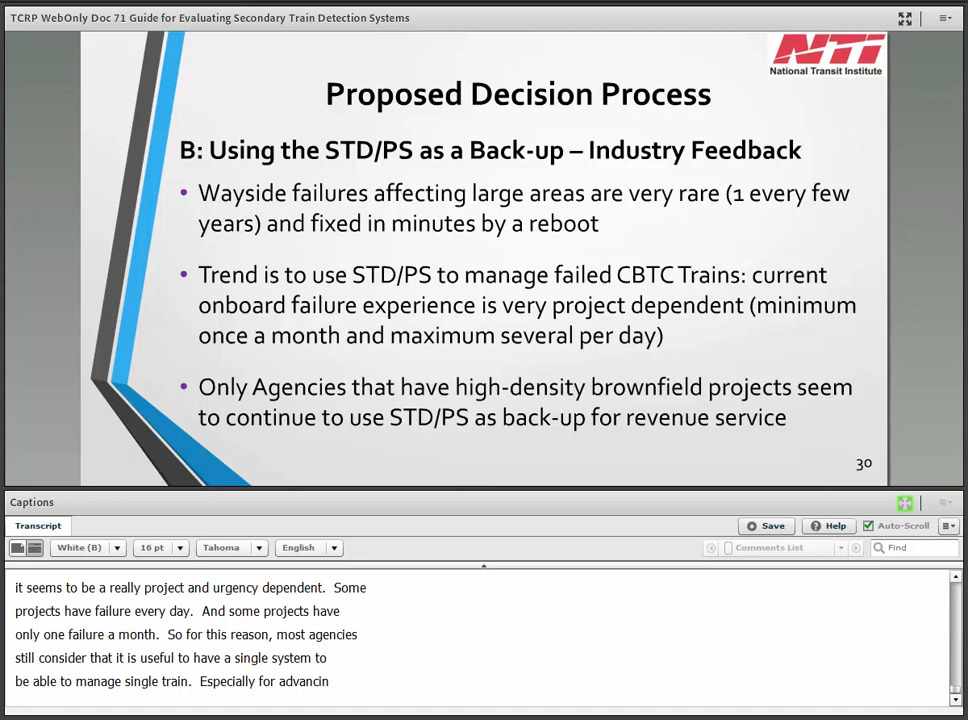 TCRP WebOnly Doc 71 Guide for Evaluating Secondary Train Detection Systems
NTI
National Transit Institute
Proposed Decision Process
B: Using the STD/PS as a Back-up – Industry Feedback
• Wayside failures affecting large areas are very rare (1 every few
years) and fixed in minutes by a reboot
• Trend is to use STD/PS to manage failed CBTC Trains: current
onboard failure experience is very project dependent (minimum
once a month and maximum several per day)
• Only Agencies that have high-density brownfield projects seem
to continue to use STD/PS as back-up for revenue service
30
Captions
Transcript
Save
Help
Auto-Scroll
White (B)
16 pt
Tahoma
English
Comments List
Find
it seems to be a really project and urgency dependent.  Some
projects have failure every day.  And some projects have
only one failure a month.  So for this reason, most agencies
still consider that it is useful to have a single system to
be able to manage single train.  Especially for advancin